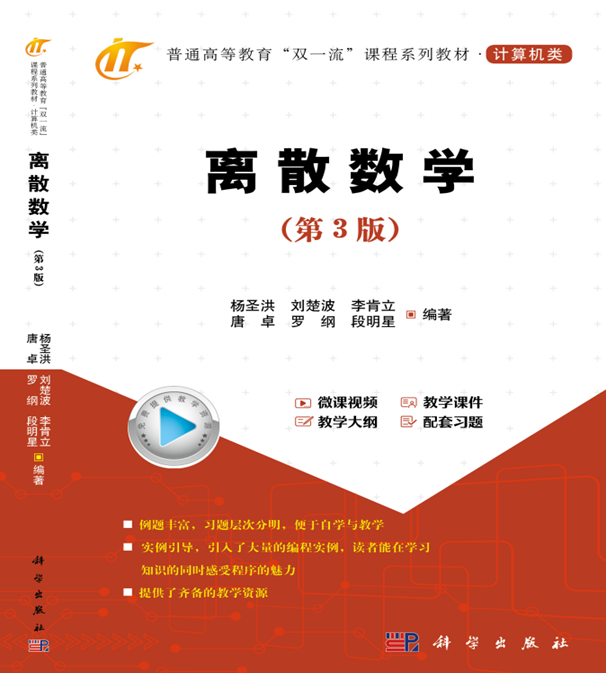 普通高等教育“双一流”课程系列教材·计算机类
离散数学
（第3版）
杨圣洪 刘楚波 李肯立
唐卓 罗纲 段明星
编著
微课视频
教学课件
教学大纲
配套习题
免费提供教学资源
例题丰富，习题层次分明，便于自学与教学
实例引导，引入了大量的编程实例，读者能在学习
知识的同时感受程序的魅力
提供了齐备的教学资源
科学出版社
普通高等教育“双一流”
课程系列教材·计算机类
离散数学
（第3版）
杨圣洪 刘楚波 李肯立
唐卓 罗纲 段明星
编著
科学出版社